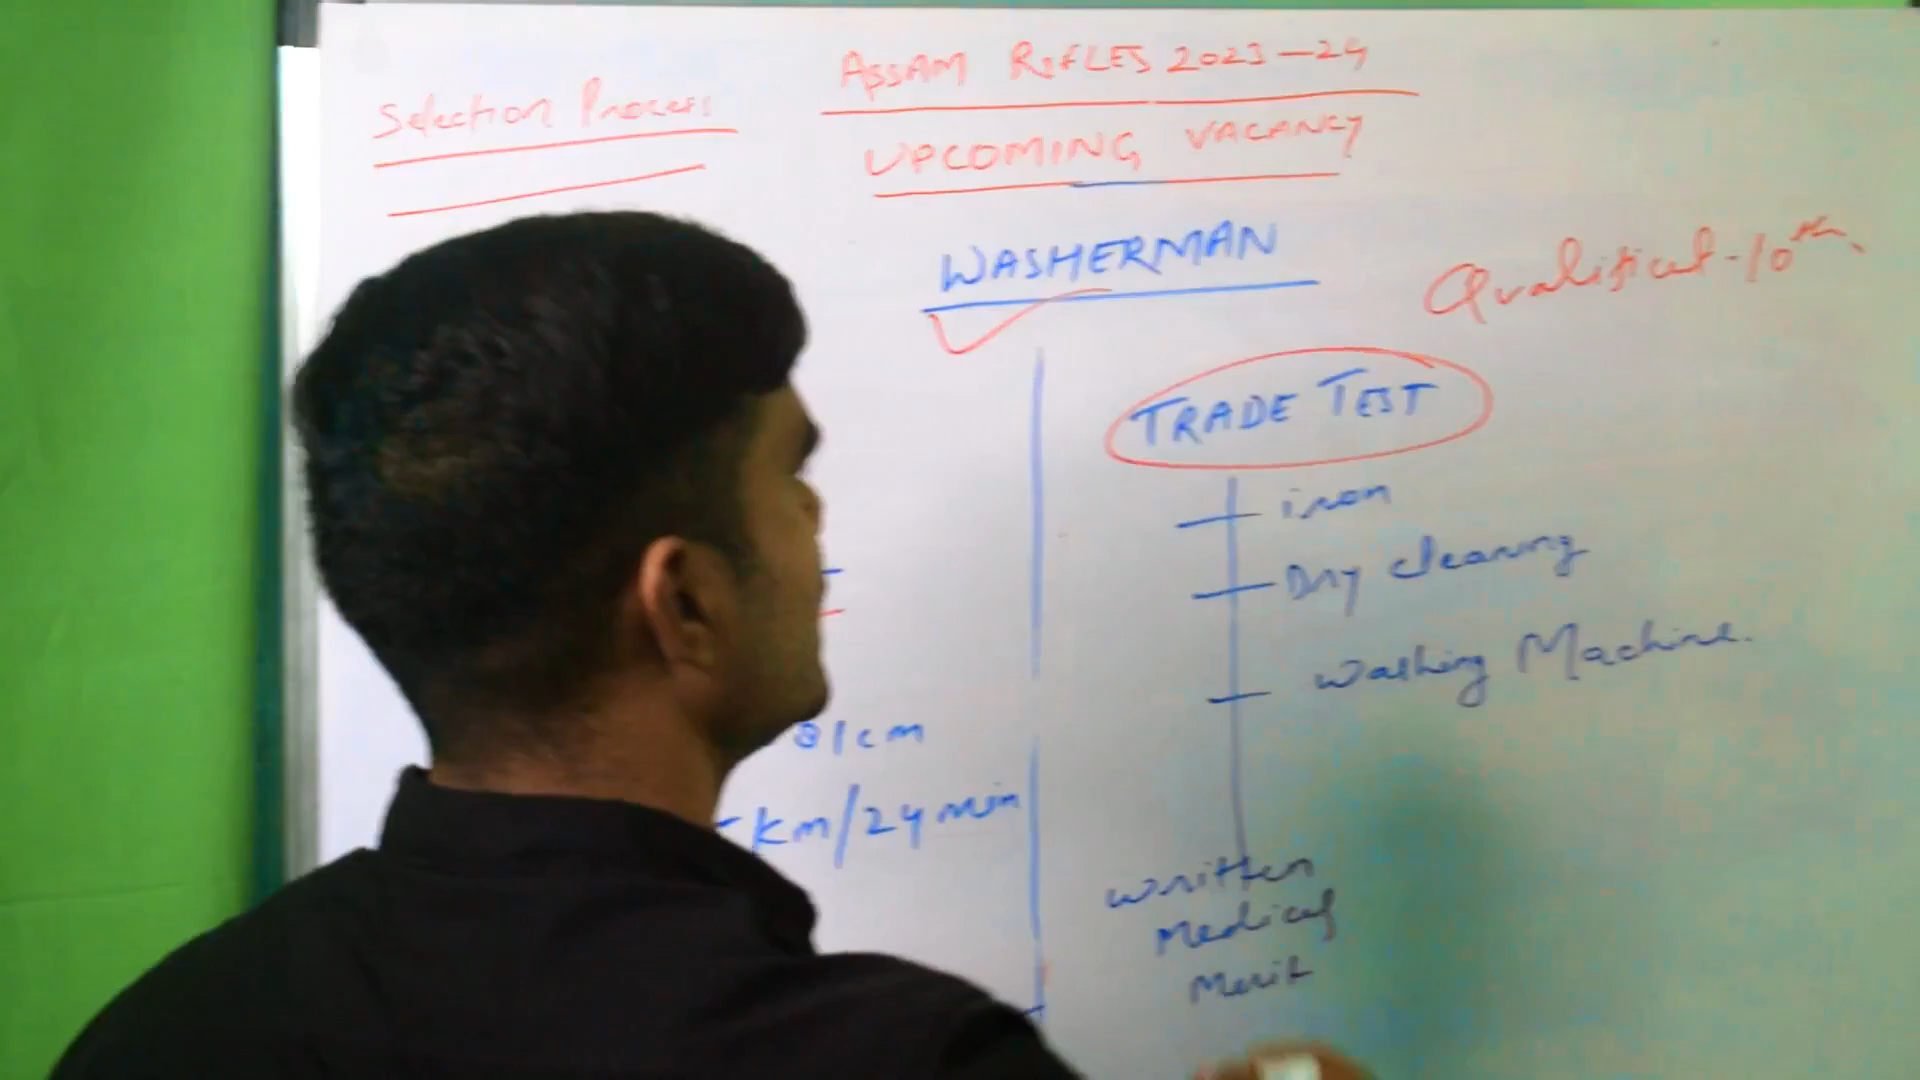 Selection Process
ASSAM RIFLES 2023-24
UPCOMING VACANCY
WASHERMAN
Qualificat - 10th
TRADE TEST
iron
Dry cleaning
Washing Machine.
81cm
km/24 min
written
Medical
Merit